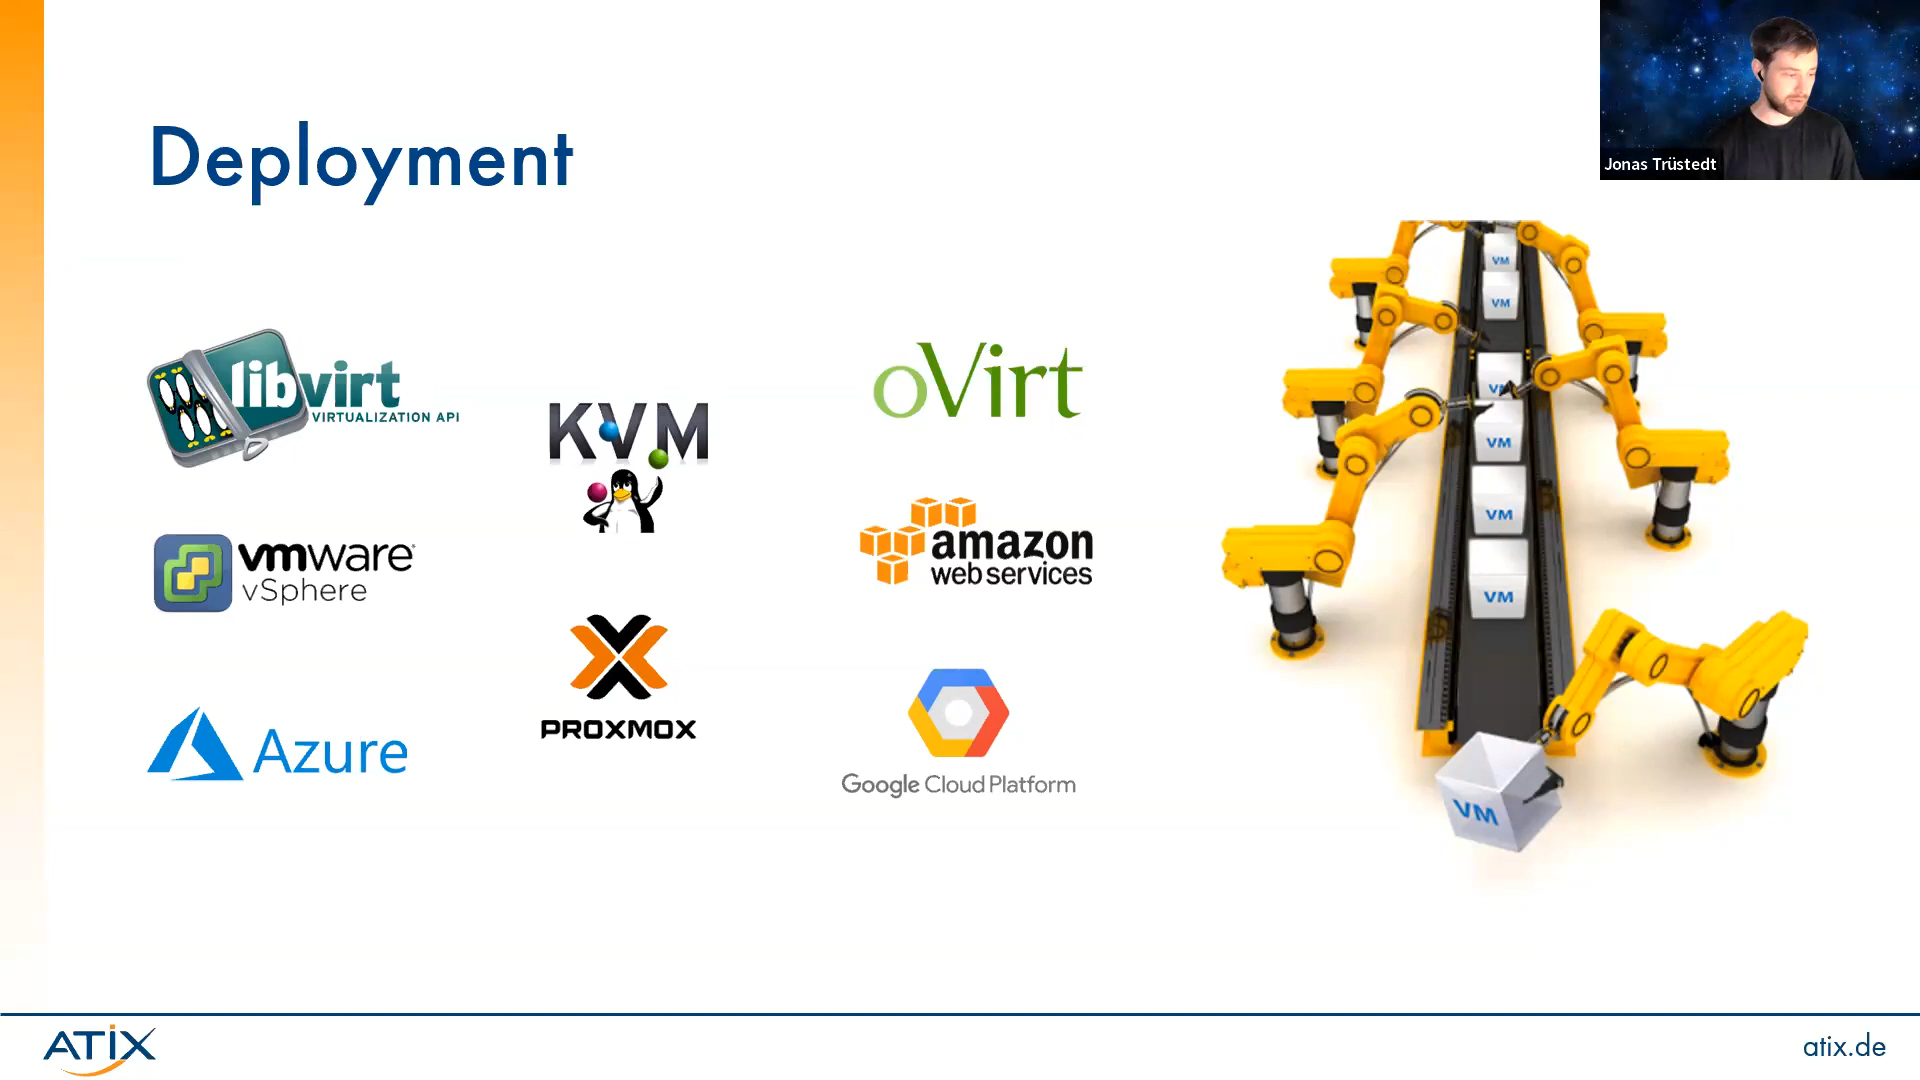 Deployment
Jonas Trüstedt
libvirt
VIRTUALIZATION API
KVM
oVirt
vmware
vSphere
amazon
web services
PROXMOX
Azure
Google Cloud Platform
VM
VM
VM
VM
VM
VM
VM
ATIX
atix.de